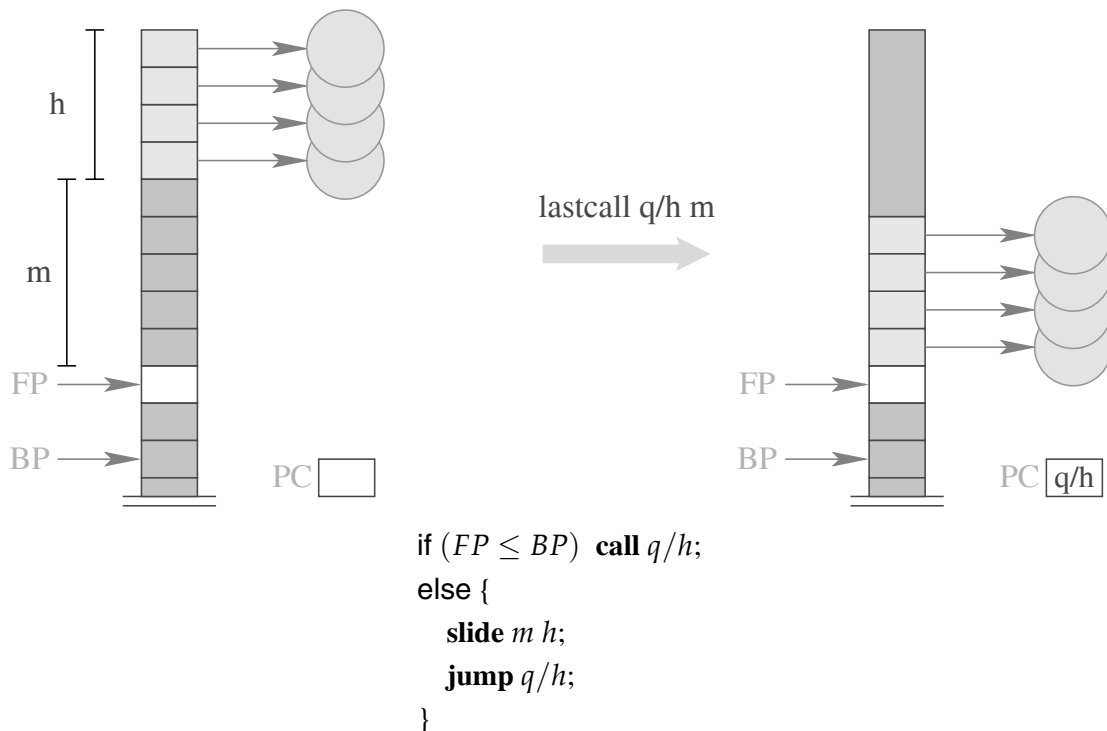 h
m
FP
BP
PC
lastcall q/h m
FP
BP
PC q/h
if (FP ≤ BP) call q/h;
else {
slide m h;
jump q/h;
}